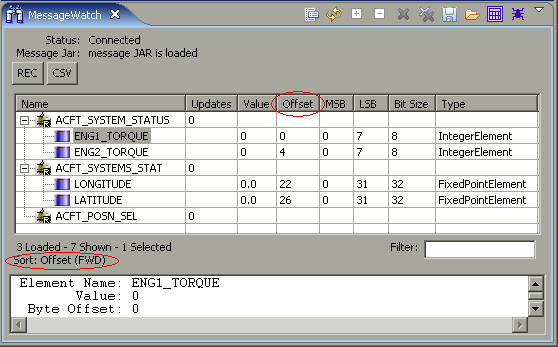 MessageWatch
Status: Connected
Message Jar: message JAR is loaded
REC CSV
Name Updates Value Offset MSB LSB Bit Size Type
ACFT_SYSTEM_STATUS 0
ENG1_TORQUE 0 0 0 7 8 IntegerElement
ENG2_TORQUE 0 4 0 7 8 IntegerElement
ACFT_SYSTEMS_STAT 0
LONGITUDE 0.0 22 0 31 32 FixedPointElement
LATITUDE 0.0 26 0 31 32 FixedPointElement
ACFT_POSN_SEL 0
3 Loaded - 7 Shown - 1 Selected Filter:
Sort: Offset (FWD)
Element Name: ENG1_TORQUE
Value: 0
Byte Offset: 0